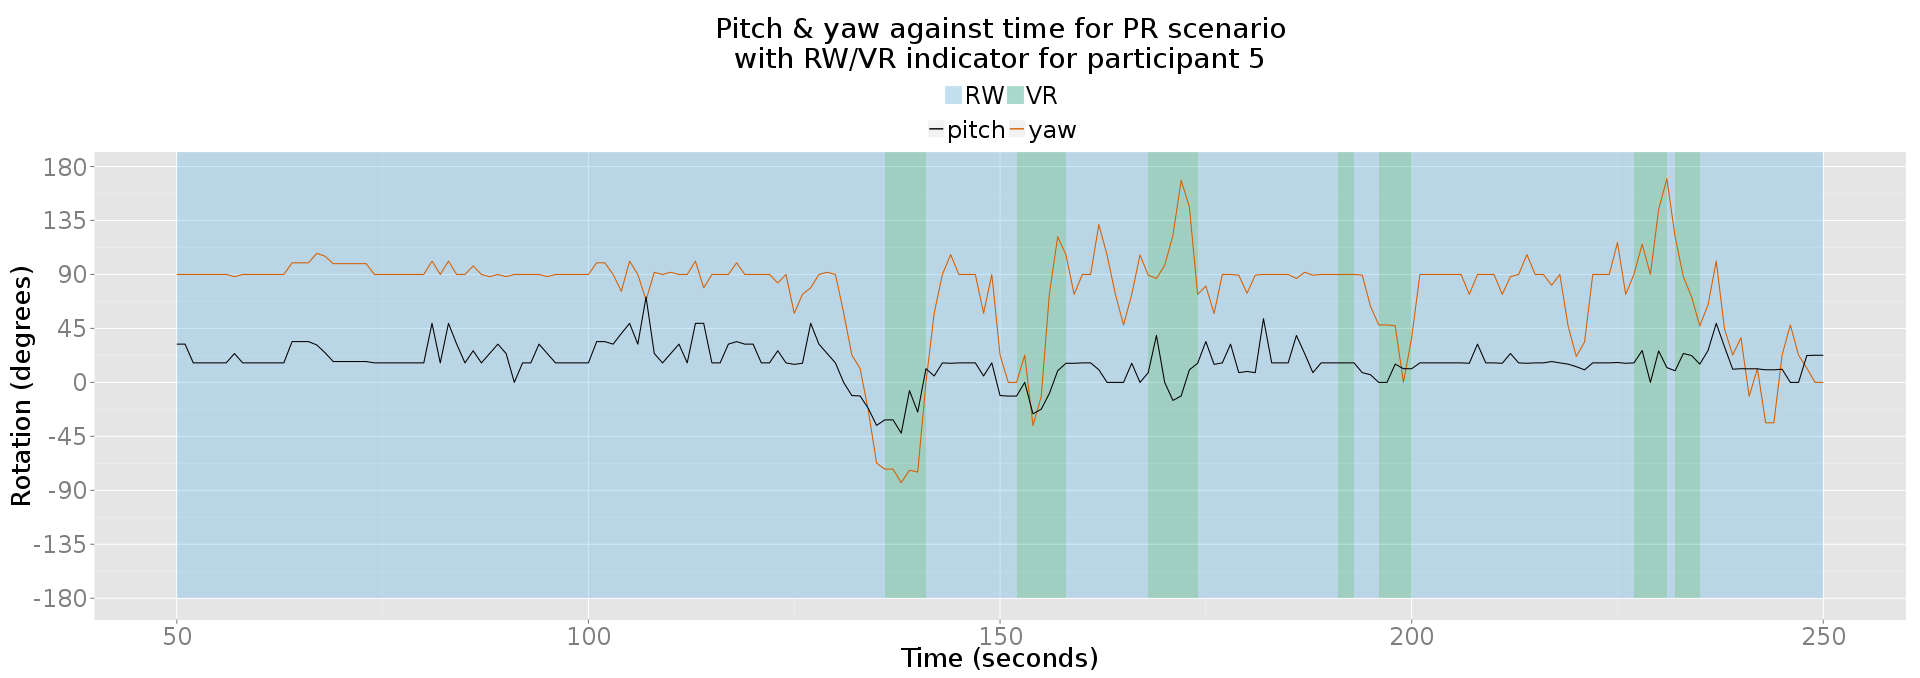 Pitch & yaw against time for PR scenario
with RW/VR indicator for participant 5
RW VR
pitch yaw
180
135
90
45
0
-45
-90
-135
-180
Rotation (degrees)
50 100 150 200 250
Time (seconds)